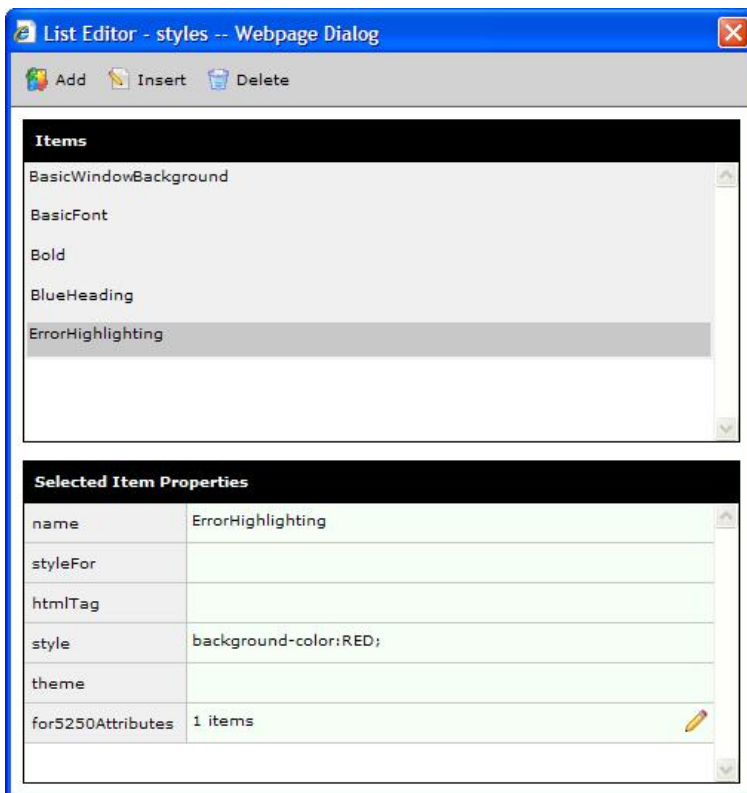 List Editor - styles -- Webpage Dialog
Add Insert Delete
Items
BasicWindowBackground
BasicFont
Bold
BlueHeading
ErrorHighlighting
Selected Item Properties
name ErrorHighlighting
styleFor
htmlTag
style background-color:RED;
theme
for5250Attributes 1 items